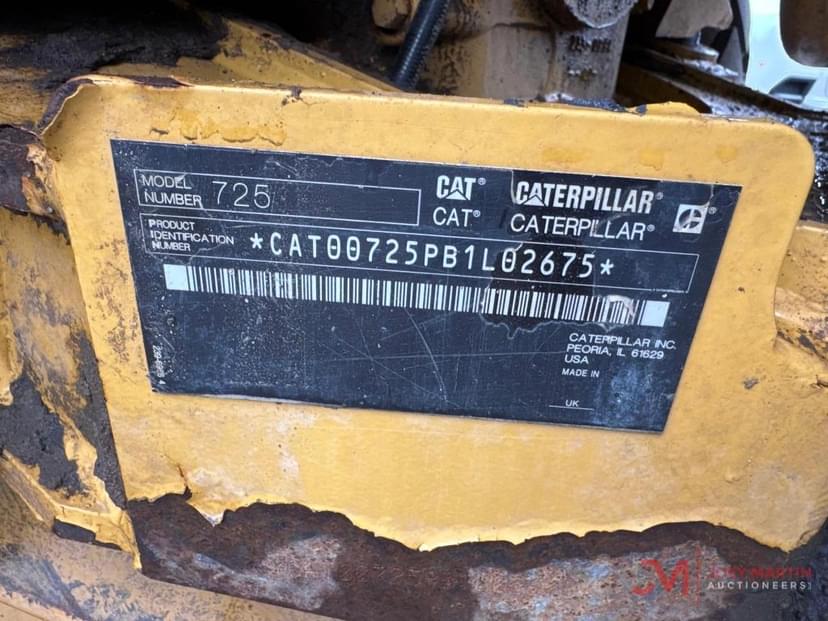 MODEL NUMBER 725
CAT® CATERPILLAR®
CAT® CATERPILLAR®
PRODUCT
IDENTIFICATION
NUMBER
*CAT00725PB1L02675*
CATERPILLAR INC.
PEORIA, IL 61629
USA
MADE IN
UK
AUCTIONEERS